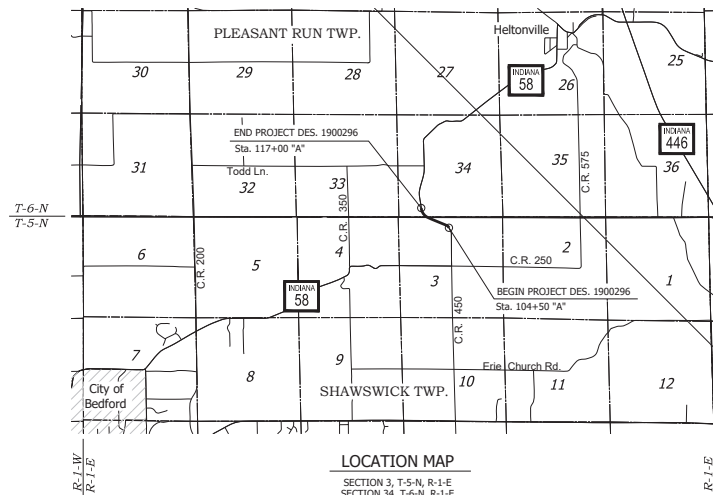 PLEASANT RUN TWP.
Heltonville
30
29
28
27
INDIANA
58
26
25
INDIANA
446
END PROJECT DES. 1900296
Sta. 117+00 "A"
31
Todd Ln.
32
33
34
35
36
C.R. 575
C.R. 350
T-6-N
T-5-N
6
C.R. 200
5
4
3
C.R. 250
2
1
INDIANA
58
BEGIN PROJECT DES. 1900296
Sta. 104+50 "A"
C.R. 450
7
8
9
Erie Church Rd.
10
11
12
City of
Bedford
SHAWSWICK TWP.
R-1-W
R-1-E
R-1-E
LOCATION MAP
SECTION 3, T-5-N, R-1-E
SECTION 34, T-6-N, R-1-E